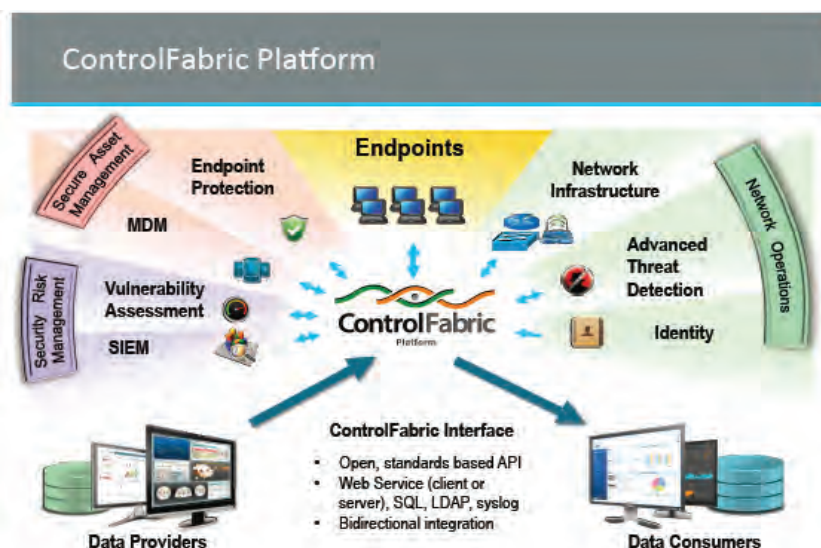 ControlFabric Platform
Secure Asset
Management
Endpoint
Protection
MDM
Endpoints
Network
Infrastructure
Network Operations
Advanced
Threat
Detection
Identity
Security Risk
Management
Vulnerability
Assessment
SIEM
ControlFabric
Platform
ControlFabric Interface
• Open, standards based API
• Web Service (client or
server), SQL, LDAP, syslog
• Bidirectional integration
Data Providers
Data Consumers